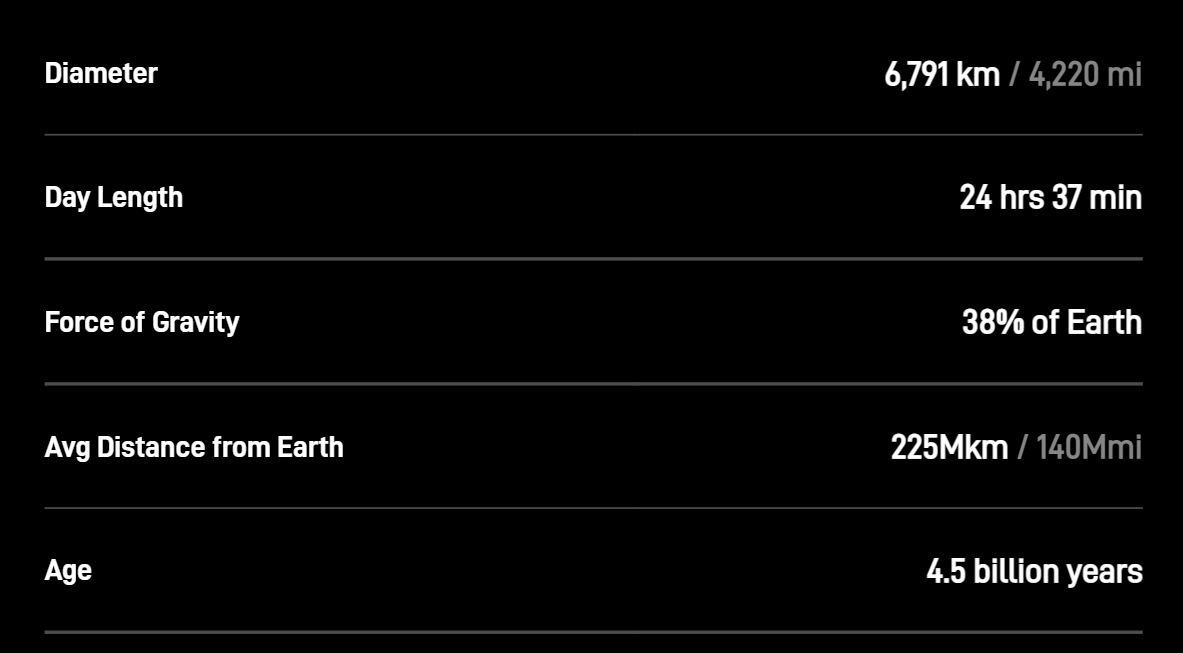 Diameter 6,791 km / 4,220 mi
Day Length 24 hrs 37 min
Force of Gravity 38% of Earth
Avg Distance from Earth 225Mkm / 140Mmi
Age 4.5 billion years